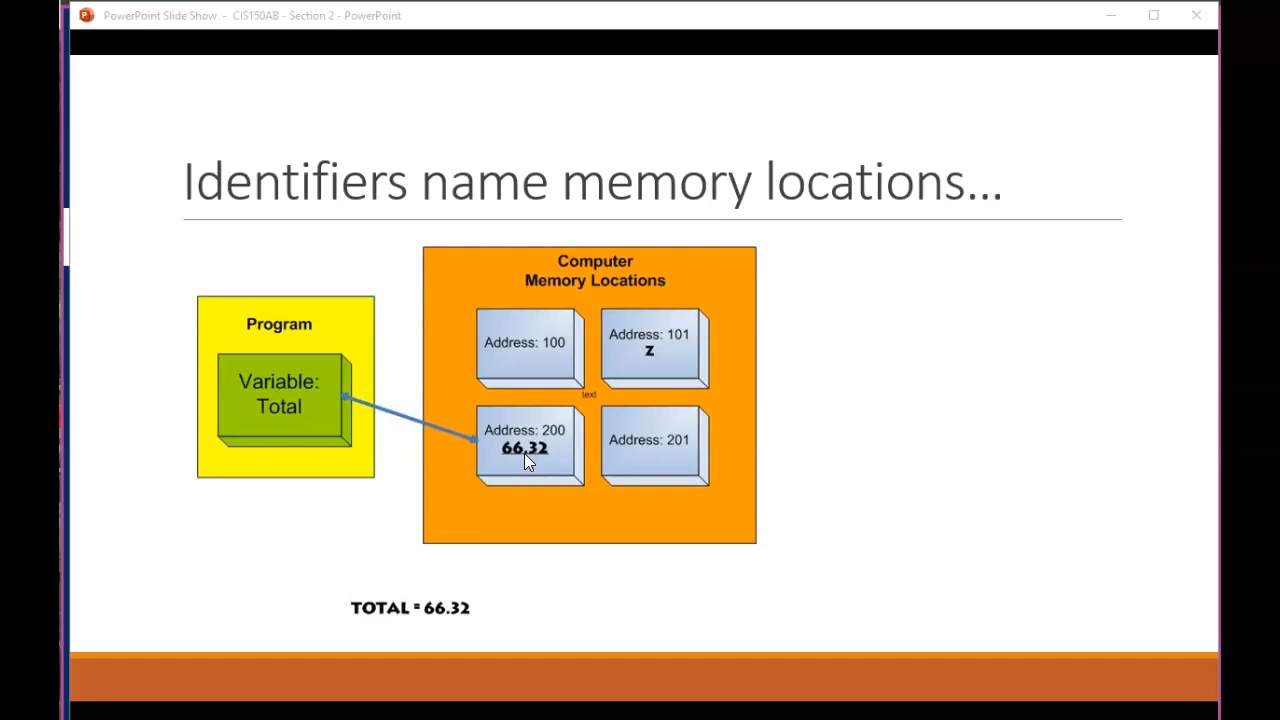 PowerPoint Slide Show - CIS150AB - Section 2 - PowerPoint
Identifiers name memory locations...
Computer
Memory Locations
Program
Variable:
Total
Address: 100
Address: 101
Z
text
Address: 200
66.32
Address: 201
TOTAL = 66.32